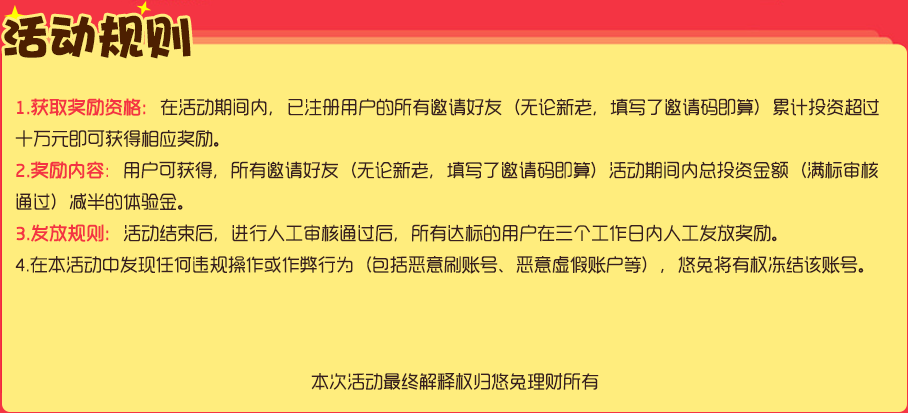 活动规则
1.获取奖励资格：在活动期间内，已注册用户的所有邀请好友（无论新老，填写了邀请码即算）累计投资超过
十万元即可获得相应奖励。
2.奖励内容：用户可获得，所有邀请好友（无论新老，填写了邀请码即算）活动期间内总投资金额（满标审核
通过）减半的体验金。
3.发放规则：活动结束后，进行人工审核通过后，所有达标的用户在三个工作日内人工发放奖励。
4.在本活动中发现任何违规操作或作弊行为（包括恶意刷账号、恶意虚假账户等），悠兔将有权冻结该账号。
本次活动最终解释权归悠兔理财所有